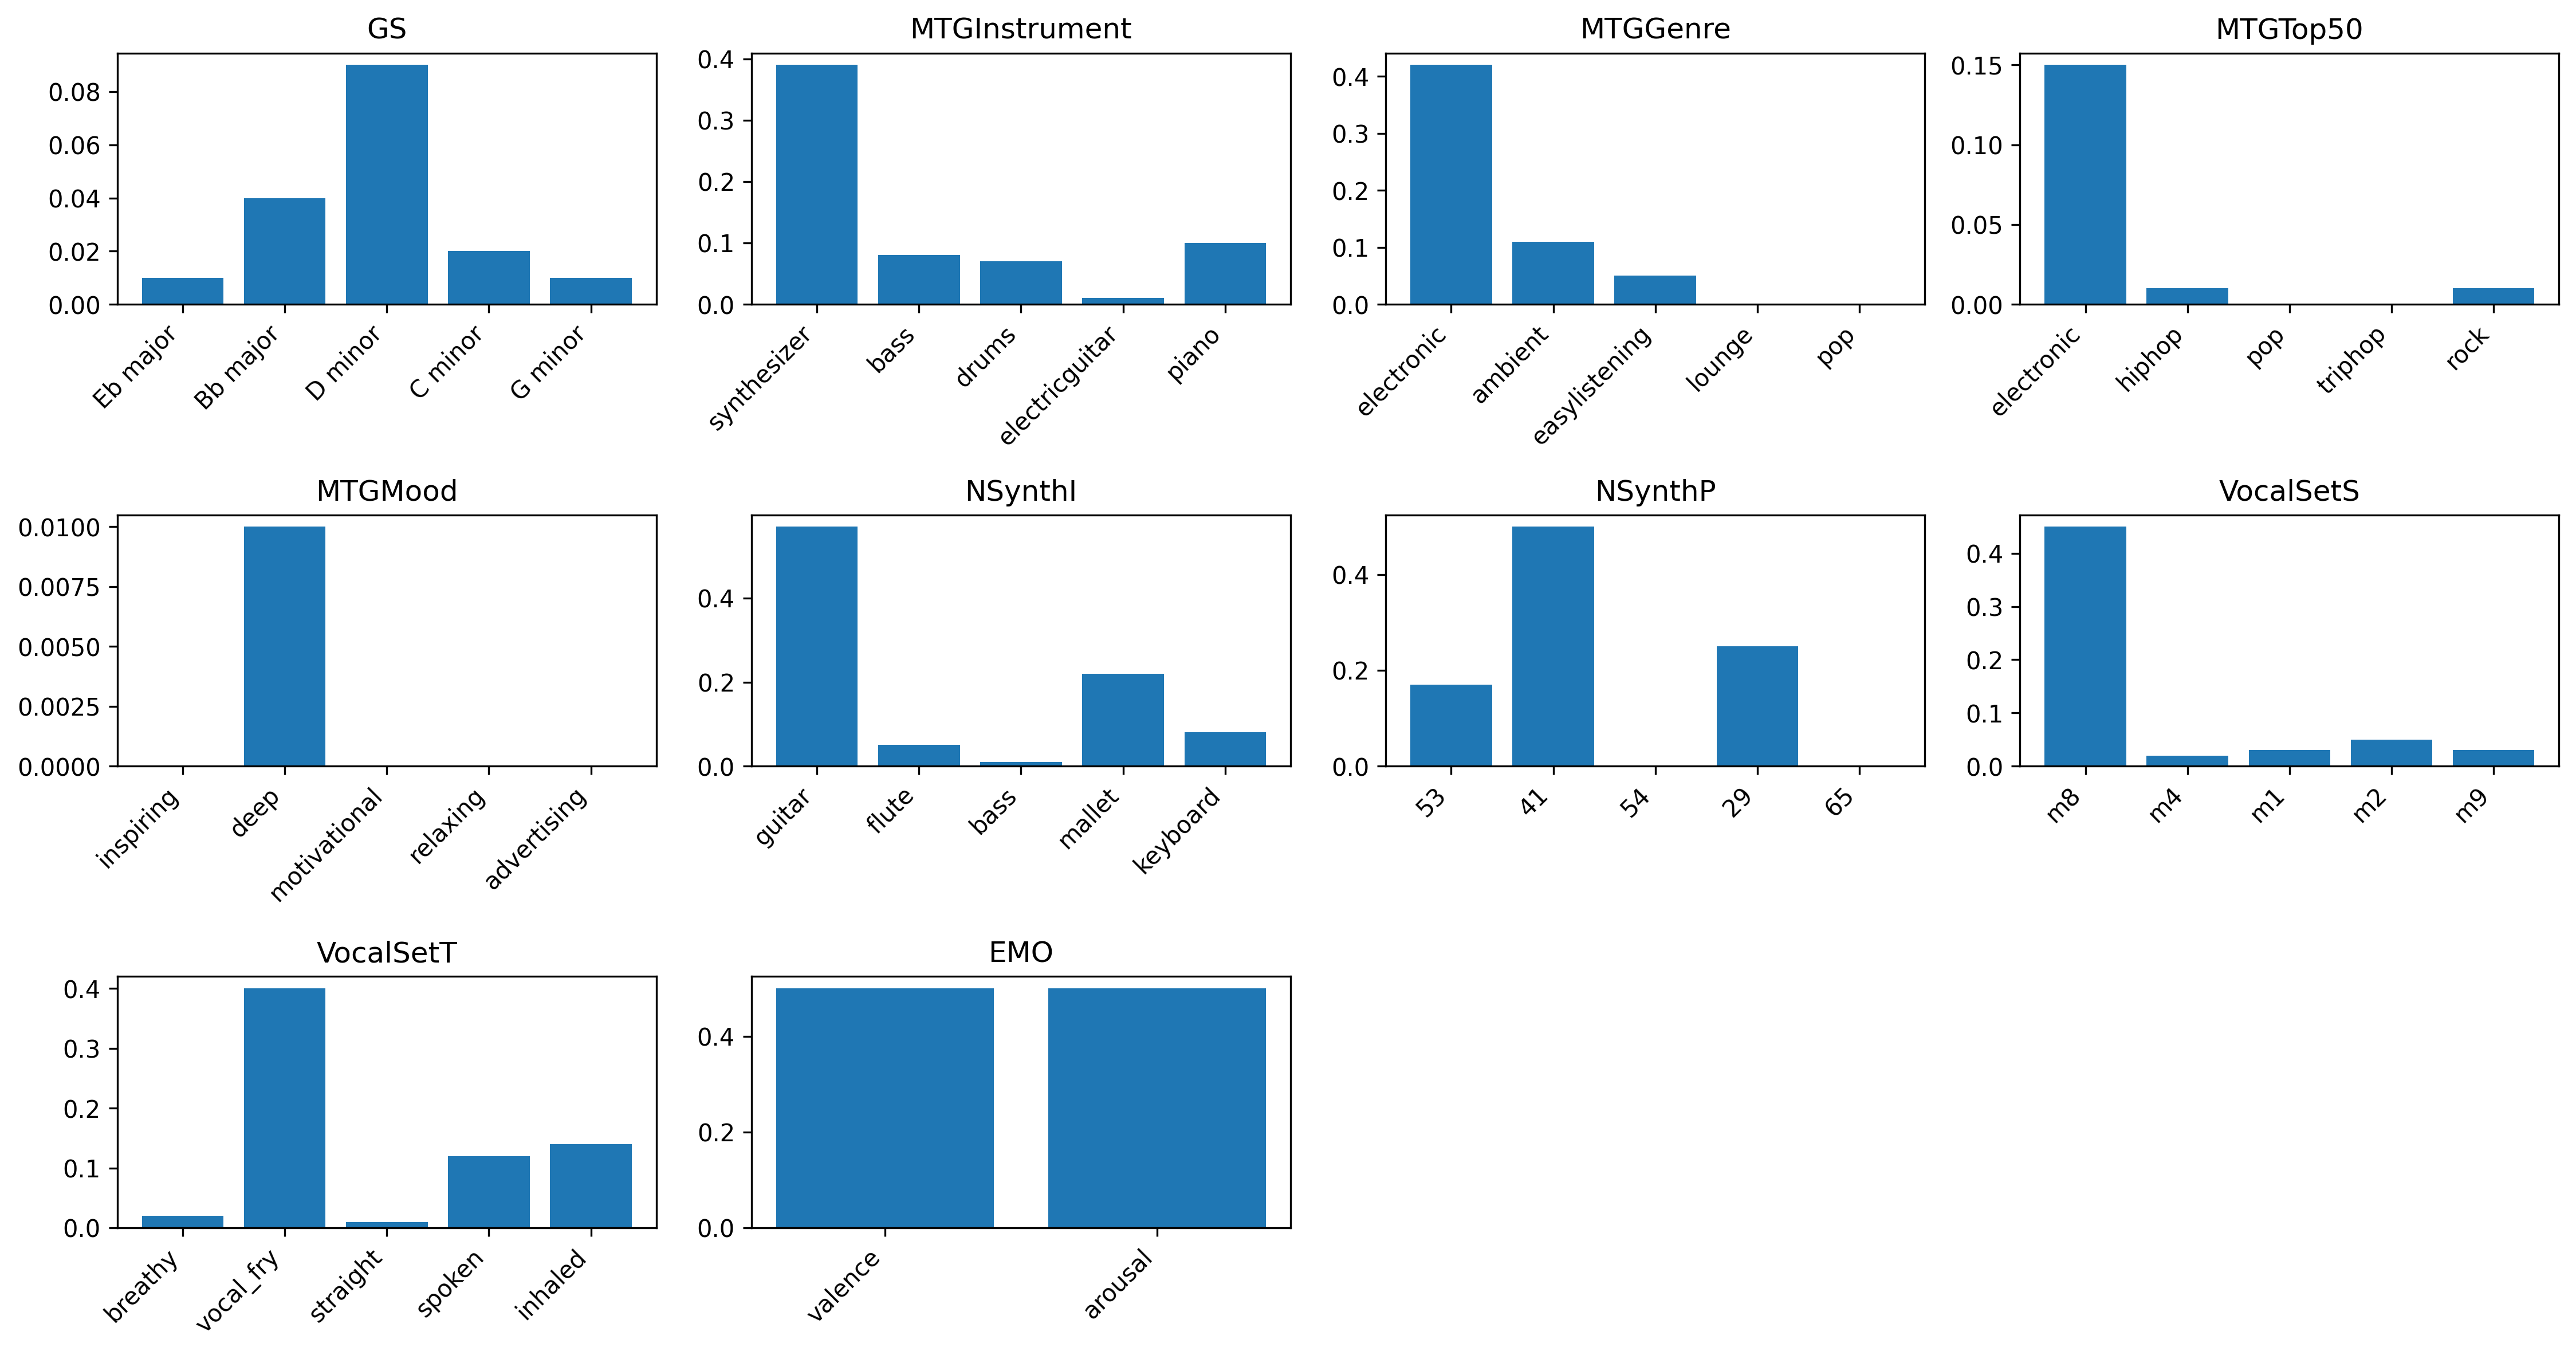 GS
0.08
0.06
0.04
0.02
0.00
Eb major
Bb major
D minor
C minor
G minor
MTGInstrument
0.4
0.3
0.2
0.1
0.0
synthesizer
bass
drums
electricguitar
piano
MTGGenre
0.4
0.3
0.2
0.1
0.0
electronic
ambient
easylistening
lounge
pop
MTGTop50
0.15
0.10
0.05
0.00
electronic
hiphop
pop
triphop
rock
MTGMood
0.0100
0.0075
0.0050
0.0025
0.0000
inspiring
deep
motivational
relaxing
advertising
NSynthI
0.4
0.2
0.0
guitar
flute
bass
mallet
keyboard
NSynthP
0.4
0.2
0.0
53
41
54
29
65
VocalSetS
0.4
0.3
0.2
0.1
0.0
m8
m4
m1
m2
m9
VocalSetT
0.4
0.3
0.2
0.1
0.0
breathy
vocal_fry
straight
spoken
inhaled
EMO
0.4
0.2
0.0
valence
arousal